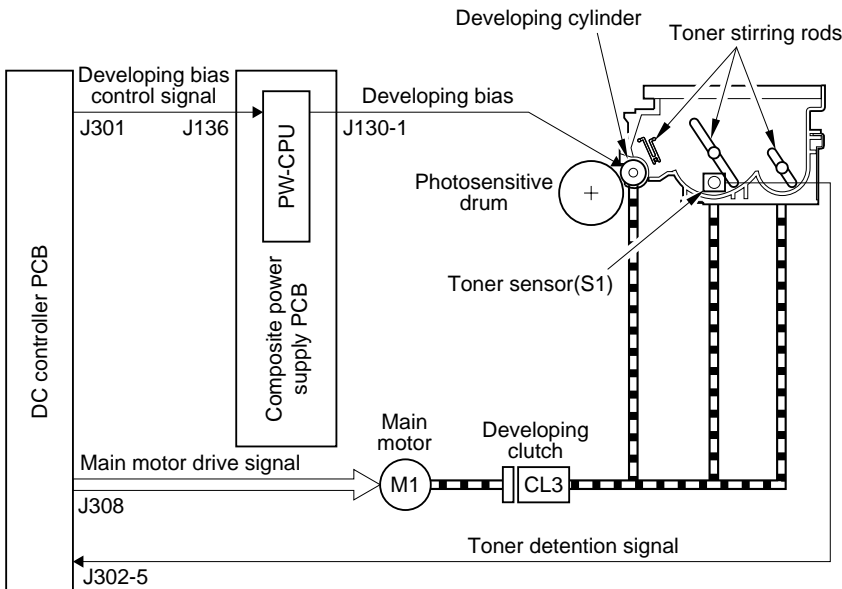 Developing cylinder
Toner stirring rods
Developing bias
control signal
J301
J136
Developing bias
J130-1
PW-CPU
Composite power
supply PCB
DC controller PCB
Photosensitive
drum
Toner sensor(S1)
Main
motor
Developing
clutch
Main motor drive signal
J308
M1
CL3
Toner detention signal
J302-5